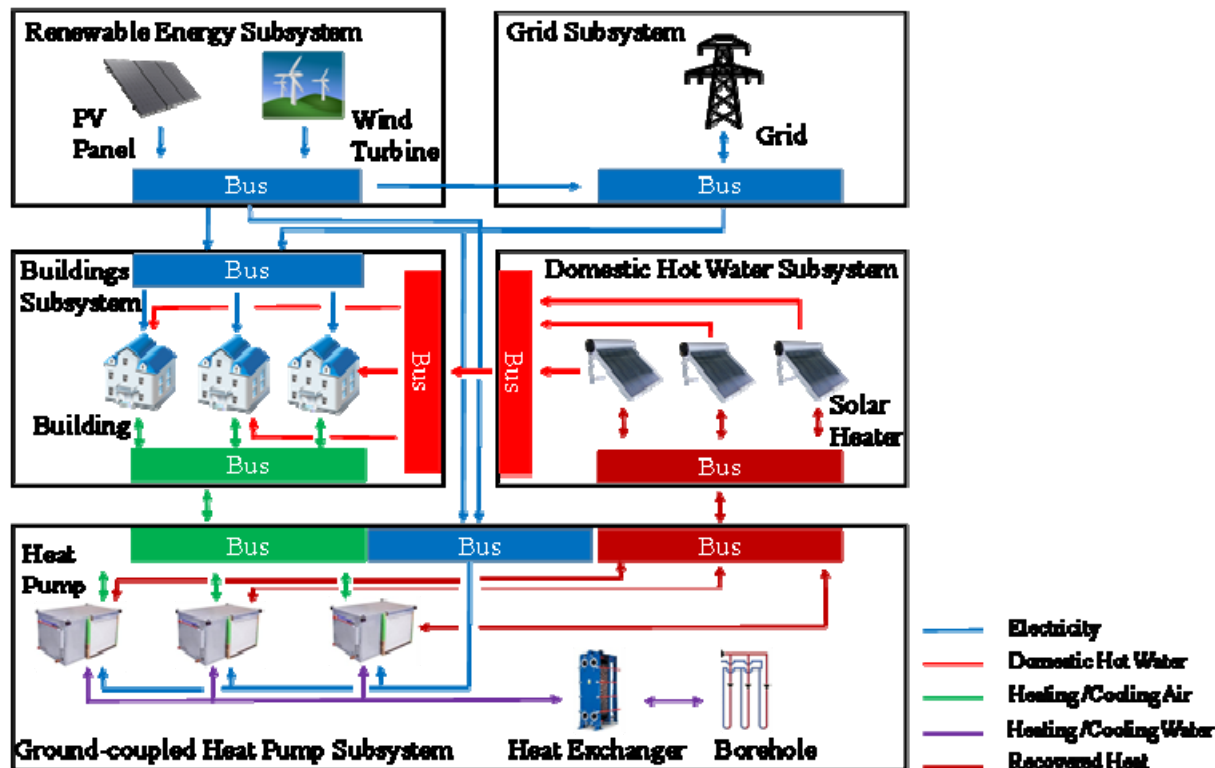 Renewable Energy Subsystem
PV
Panel
Wind
Turbine
Bus
Grid Subsystem
Grid
Bus
Buildings
Subsystem
Bus
Bus
Building
Bus
Domestic Hot Water Subsystem
Bus
Solar
Heater
Bus
Heat
Pump
Bus
Bus
Bus
Ground-coupled Heat Pump Subsystem
Heat Exchanger
Borehole
Electricity
Domestic Hot Water
Heating/Cooling Air
Heating/Cooling Water
Recovered Heat